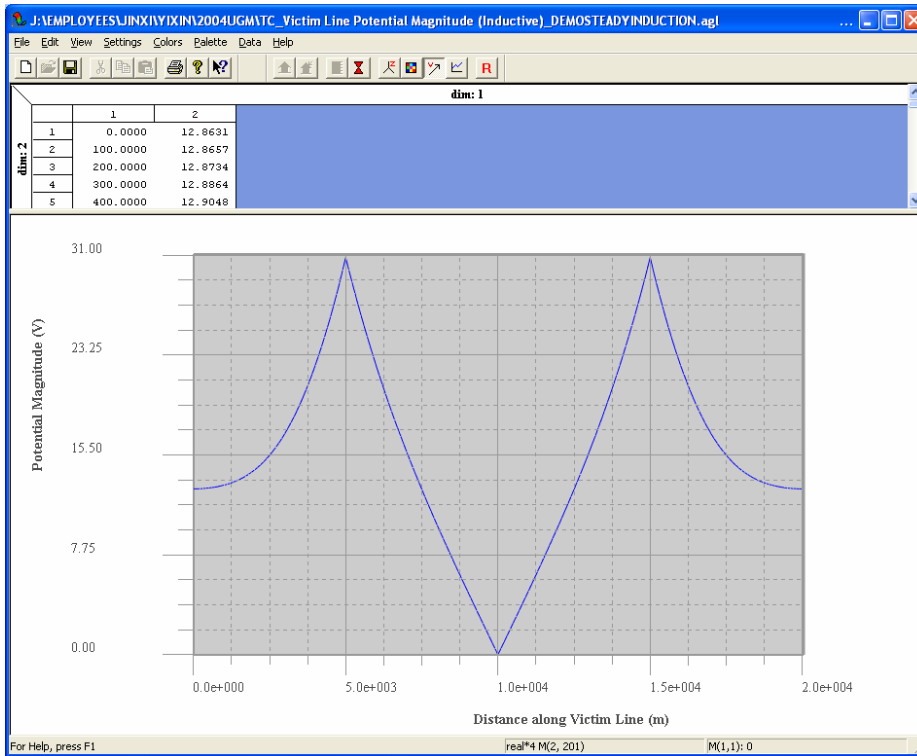 J:\EMPLOYEES\JINXI\YIXIN\2004UGM\TC_Victim Line Potential Magnitude (Inductive)_DEMOSTEADYINDUCTION.agl ...
File Edit View Settings Colors Palette Data Help
R
dim: 1
dim: 2
1 2
1 0.0000 12.8631
2 100.0000 12.8657
3 200.0000 12.8734
4 300.0000 12.8864
5 400.0000 12.9048
31.00
23.25
15.50
7.75
0.00
Potential Magnitude (V)
0.0e+000 5.0e+003 1.0e+004 1.5e+004 2.0e+004
Distance along Victim Line (m)
For Help, press F1 real*4 M(2, 201) M(1,1): 0